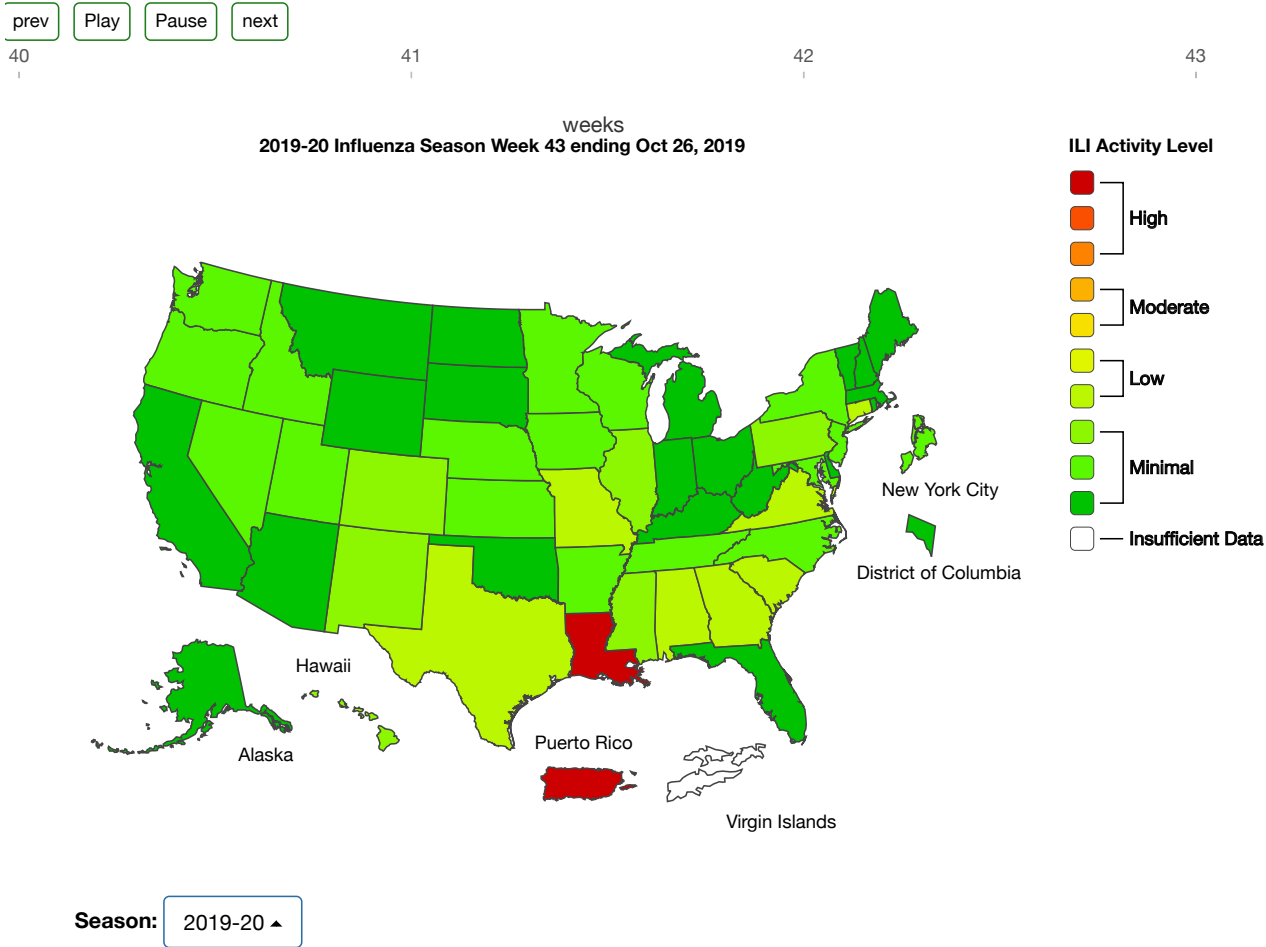 prev Play Pause next
40 41 42 43
weeks
2019-20 Influenza Season Week 43 ending Oct 26, 2019
ILI Activity Level
High
Moderate
Low
Minimal
Insufficient Data
New York City
District of Columbia
Hawaii
Alaska
Puerto Rico
Virgin Islands
Season: 2019-20